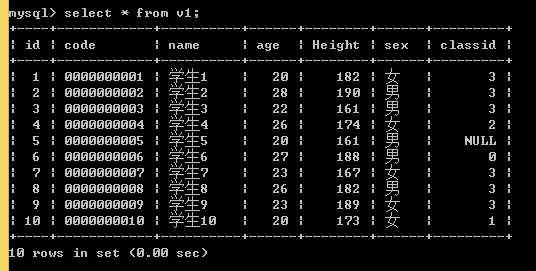 mysql> select * from v1;
+----+------------+--------+-----+--------+-----+---------+
| id | code | name | age | Height | sex | classid |
+----+------------+--------+-----+--------+-----+---------+
| 1 | 0000000001 | 学生1 | 20 | 182 | 女 | 3 |
| 2 | 0000000002 | 学生2 | 28 | 190 | 男 | 3 |
| 3 | 0000000003 | 学生3 | 22 | 161 | 男 | 3 |
| 4 | 0000000004 | 学生4 | 26 | 174 | 女 | 2 |
| 5 | 0000000005 | 学生5 | 20 | 161 | 男 | NULL |
| 6 | 0000000006 | 学生6 | 27 | 188 | 男 | 0 |
| 7 | 0000000007 | 学生7 | 23 | 167 | 女 | 3 |
| 8 | 0000000008 | 学生8 | 26 | 182 | 男 | 3 |
| 9 | 0000000009 | 学生9 | 23 | 189 | 女 | 3 |
| 10 | 0000000010 | 学生10 | 20 | 173 | 女 | 1 |
+----+------------+--------+-----+--------+-----+---------+
10 rows in set (0.00 sec)